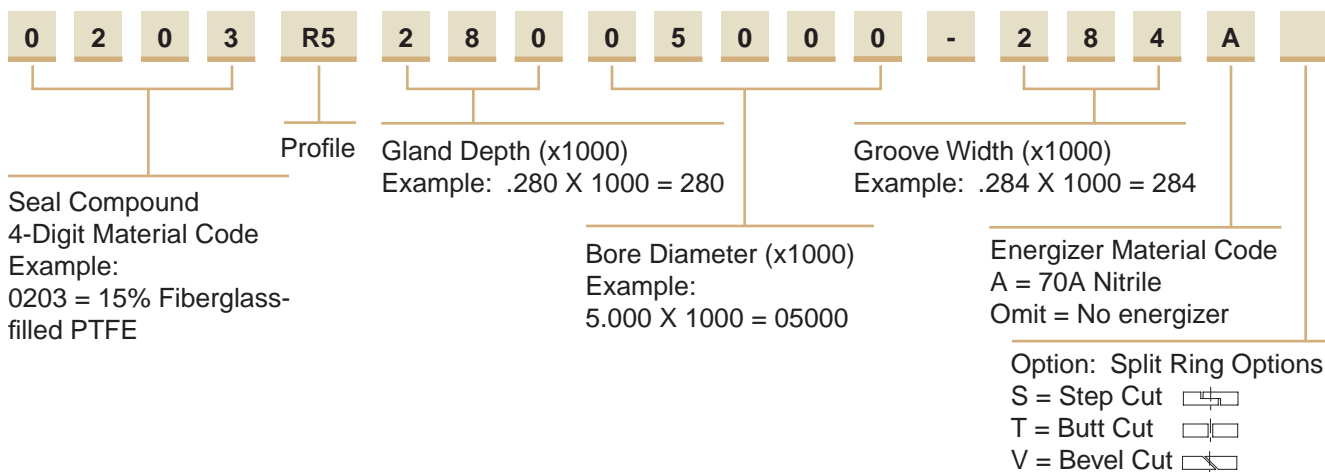 0 2 0 3 R5 2 8 0 0 5 0 0 0 - 2 8 4 A
Profile
Gland Depth (x1000)
Example: .280 X 1000 = 280
Groove Width (x1000)
Example: .284 X 1000 = 284
Seal Compound
4-Digit Material Code
Example:
0203 = 15% Fiberglass-
filled PTFE
Bore Diameter (x1000)
Example:
5.000 X 1000 = 05000
Energizer Material Code
A = 70A Nitrile
Omit = No energizer
Option: Split Ring Options
S = Step Cut
T = Butt Cut
V = Bevel Cut